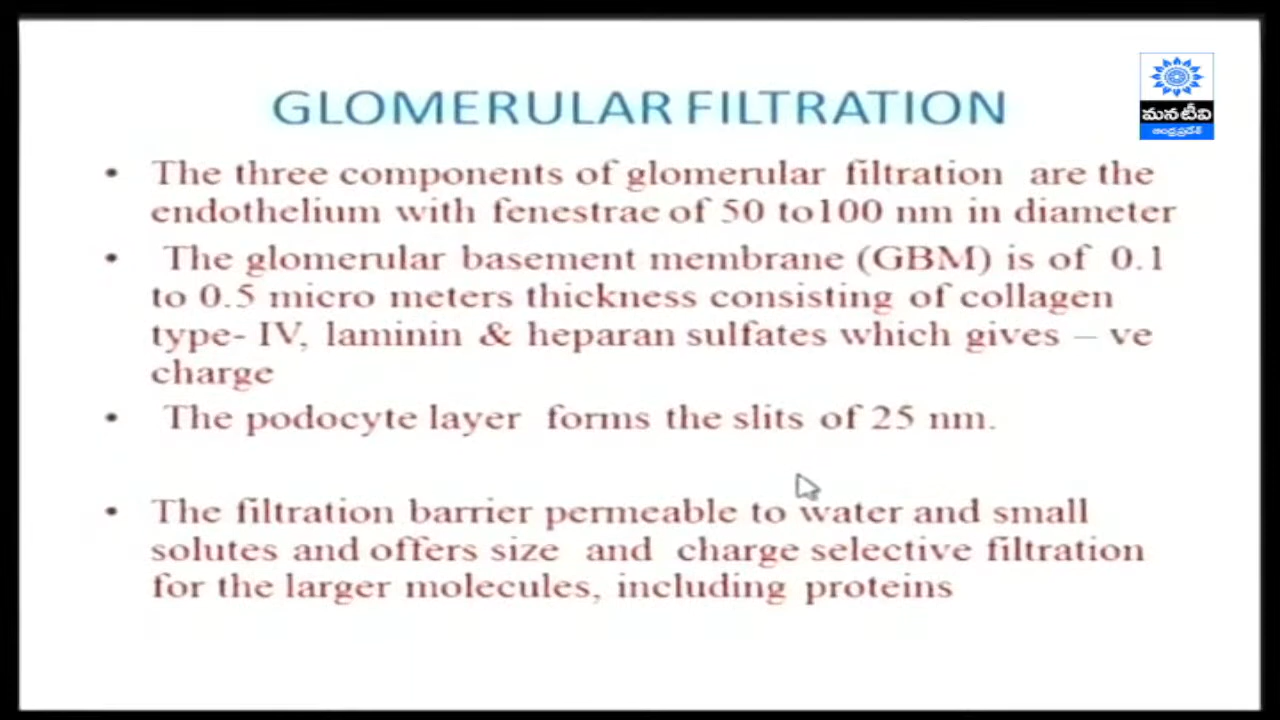 మనటీవి
ఆంధ్రప్రదేశ్
GLOMERULAR FILTRATION
• The three components of glomerular filtration are the
endothelium with fenestrae of 50 to100 nm in diameter
• The glomerular basement membrane (GBM) is of 0.1
to 0.5 micro meters thickness consisting of collagen
type- IV, laminin & heparan sulfates which gives – ve
charge
• The podocyte layer forms the slits of 25 nm.
• The filtration barrier permeable to water and small
solutes and offers size and charge selective filtration
for the larger molecules, including proteins